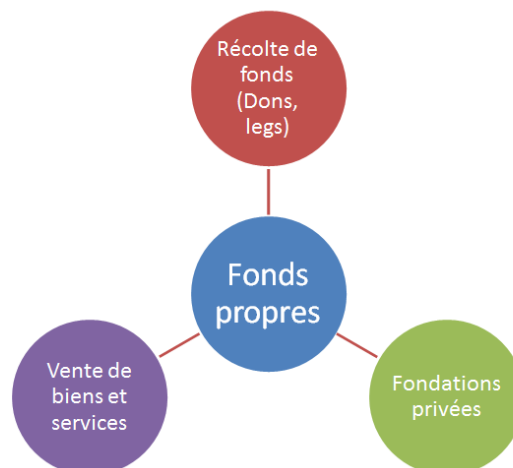 Récolte de
fonds
(Dons,
legs)
Fonds
propres
Vente de
biens et
services
Fondations
privées